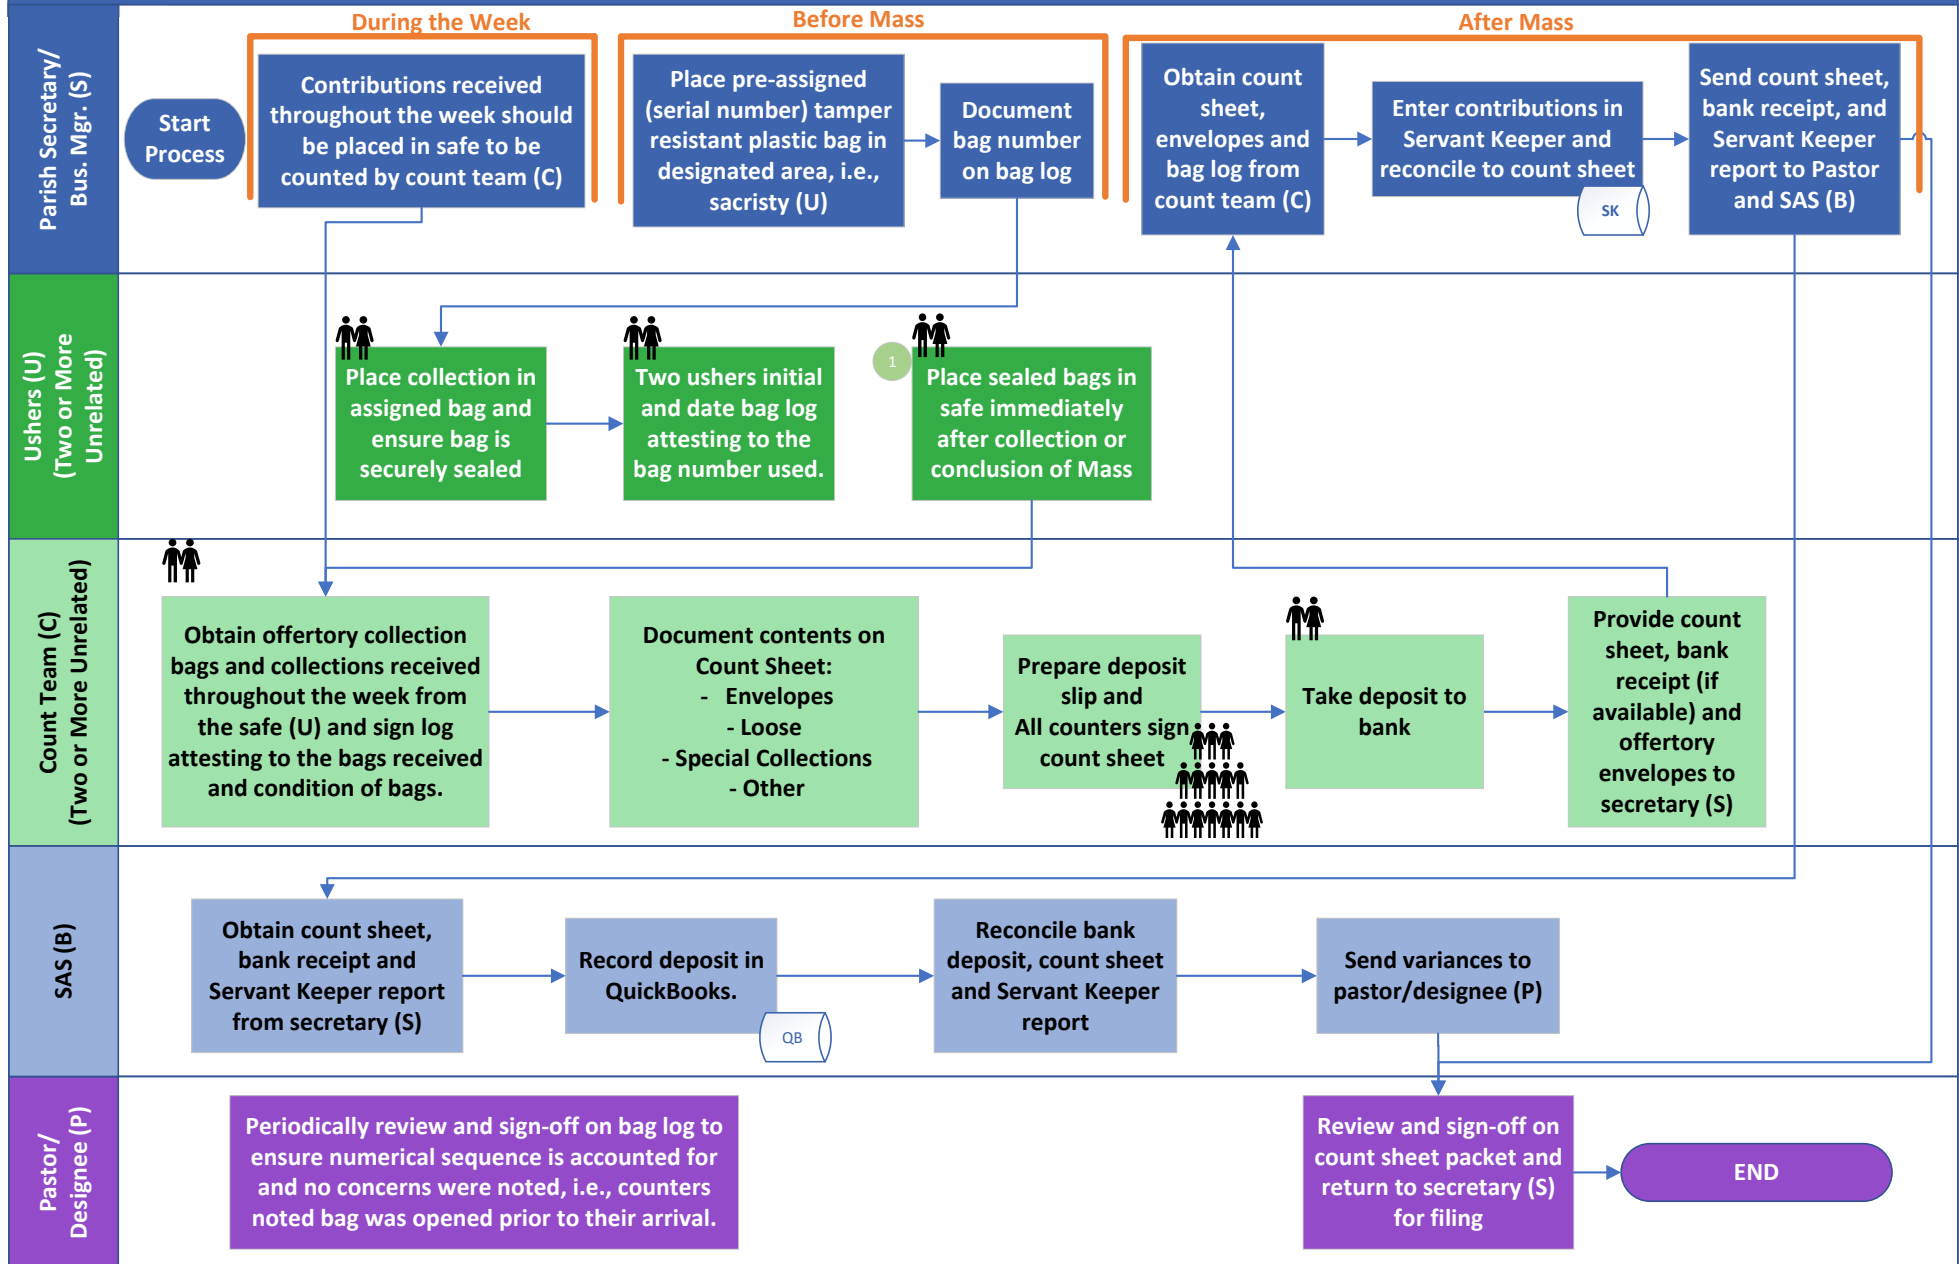 During the Week
Before Mass
After Mass
Parish Secretary/
Bus. Mgr. (S)
Start
Process
Contributions received
throughout the week should
be placed in safe to be
counted by count team (C)
Place pre-assigned
(serial number) tamper
resistant plastic bag in
designated area, i.e.,
sacristy (U)
Document
bag number
on bag log
Obtain count
sheet,
envelopes and
bag log from
count team (C)
Enter contributions in
Servant Keeper and
reconcile to count sheet
SK
Send count sheet,
bank receipt, and
Servant Keeper
report to Pastor
and SAS (B)
Ushers (U)
(Two or More
Unrelated)
Place collection in
assigned bag and
ensure bag is
securely sealed
Two ushers initial
and date bag log
attesting to the
bag number used.
1
Place sealed bags in
safe immediately
after collection or
conclusion of Mass
Count Team (C)
(Two or More Unrelated)
Obtain offertory collection
bags and collections received
throughout the week from
the safe (U) and sign log
attesting to the bags received
and condition of bags.
Document contents on
Count Sheet:
- Envelopes
- Loose
- Special Collections
- Other
Prepare deposit
slip and
All counters sign
count sheet
Take deposit to
bank
Provide count
sheet, bank
receipt (if
available) and
offertory
envelopes to
secretary (S)
SAS (B)
Obtain count sheet,
bank receipt and
Servant Keeper report
from secretary (S)
Record deposit in
QuickBooks.
QB
Reconcile bank
deposit, count sheet
and Servant Keeper
report
Send variances to
pastor/designee (P)
Pastor/
Designee (P)
Periodically review and sign-off on bag log to
ensure numerical sequence is accounted for
and no concerns were noted, i.e., counters
noted bag was opened prior to their arrival.
Review and sign-off on
count sheet packet and
return to secretary (S)
for filing
END